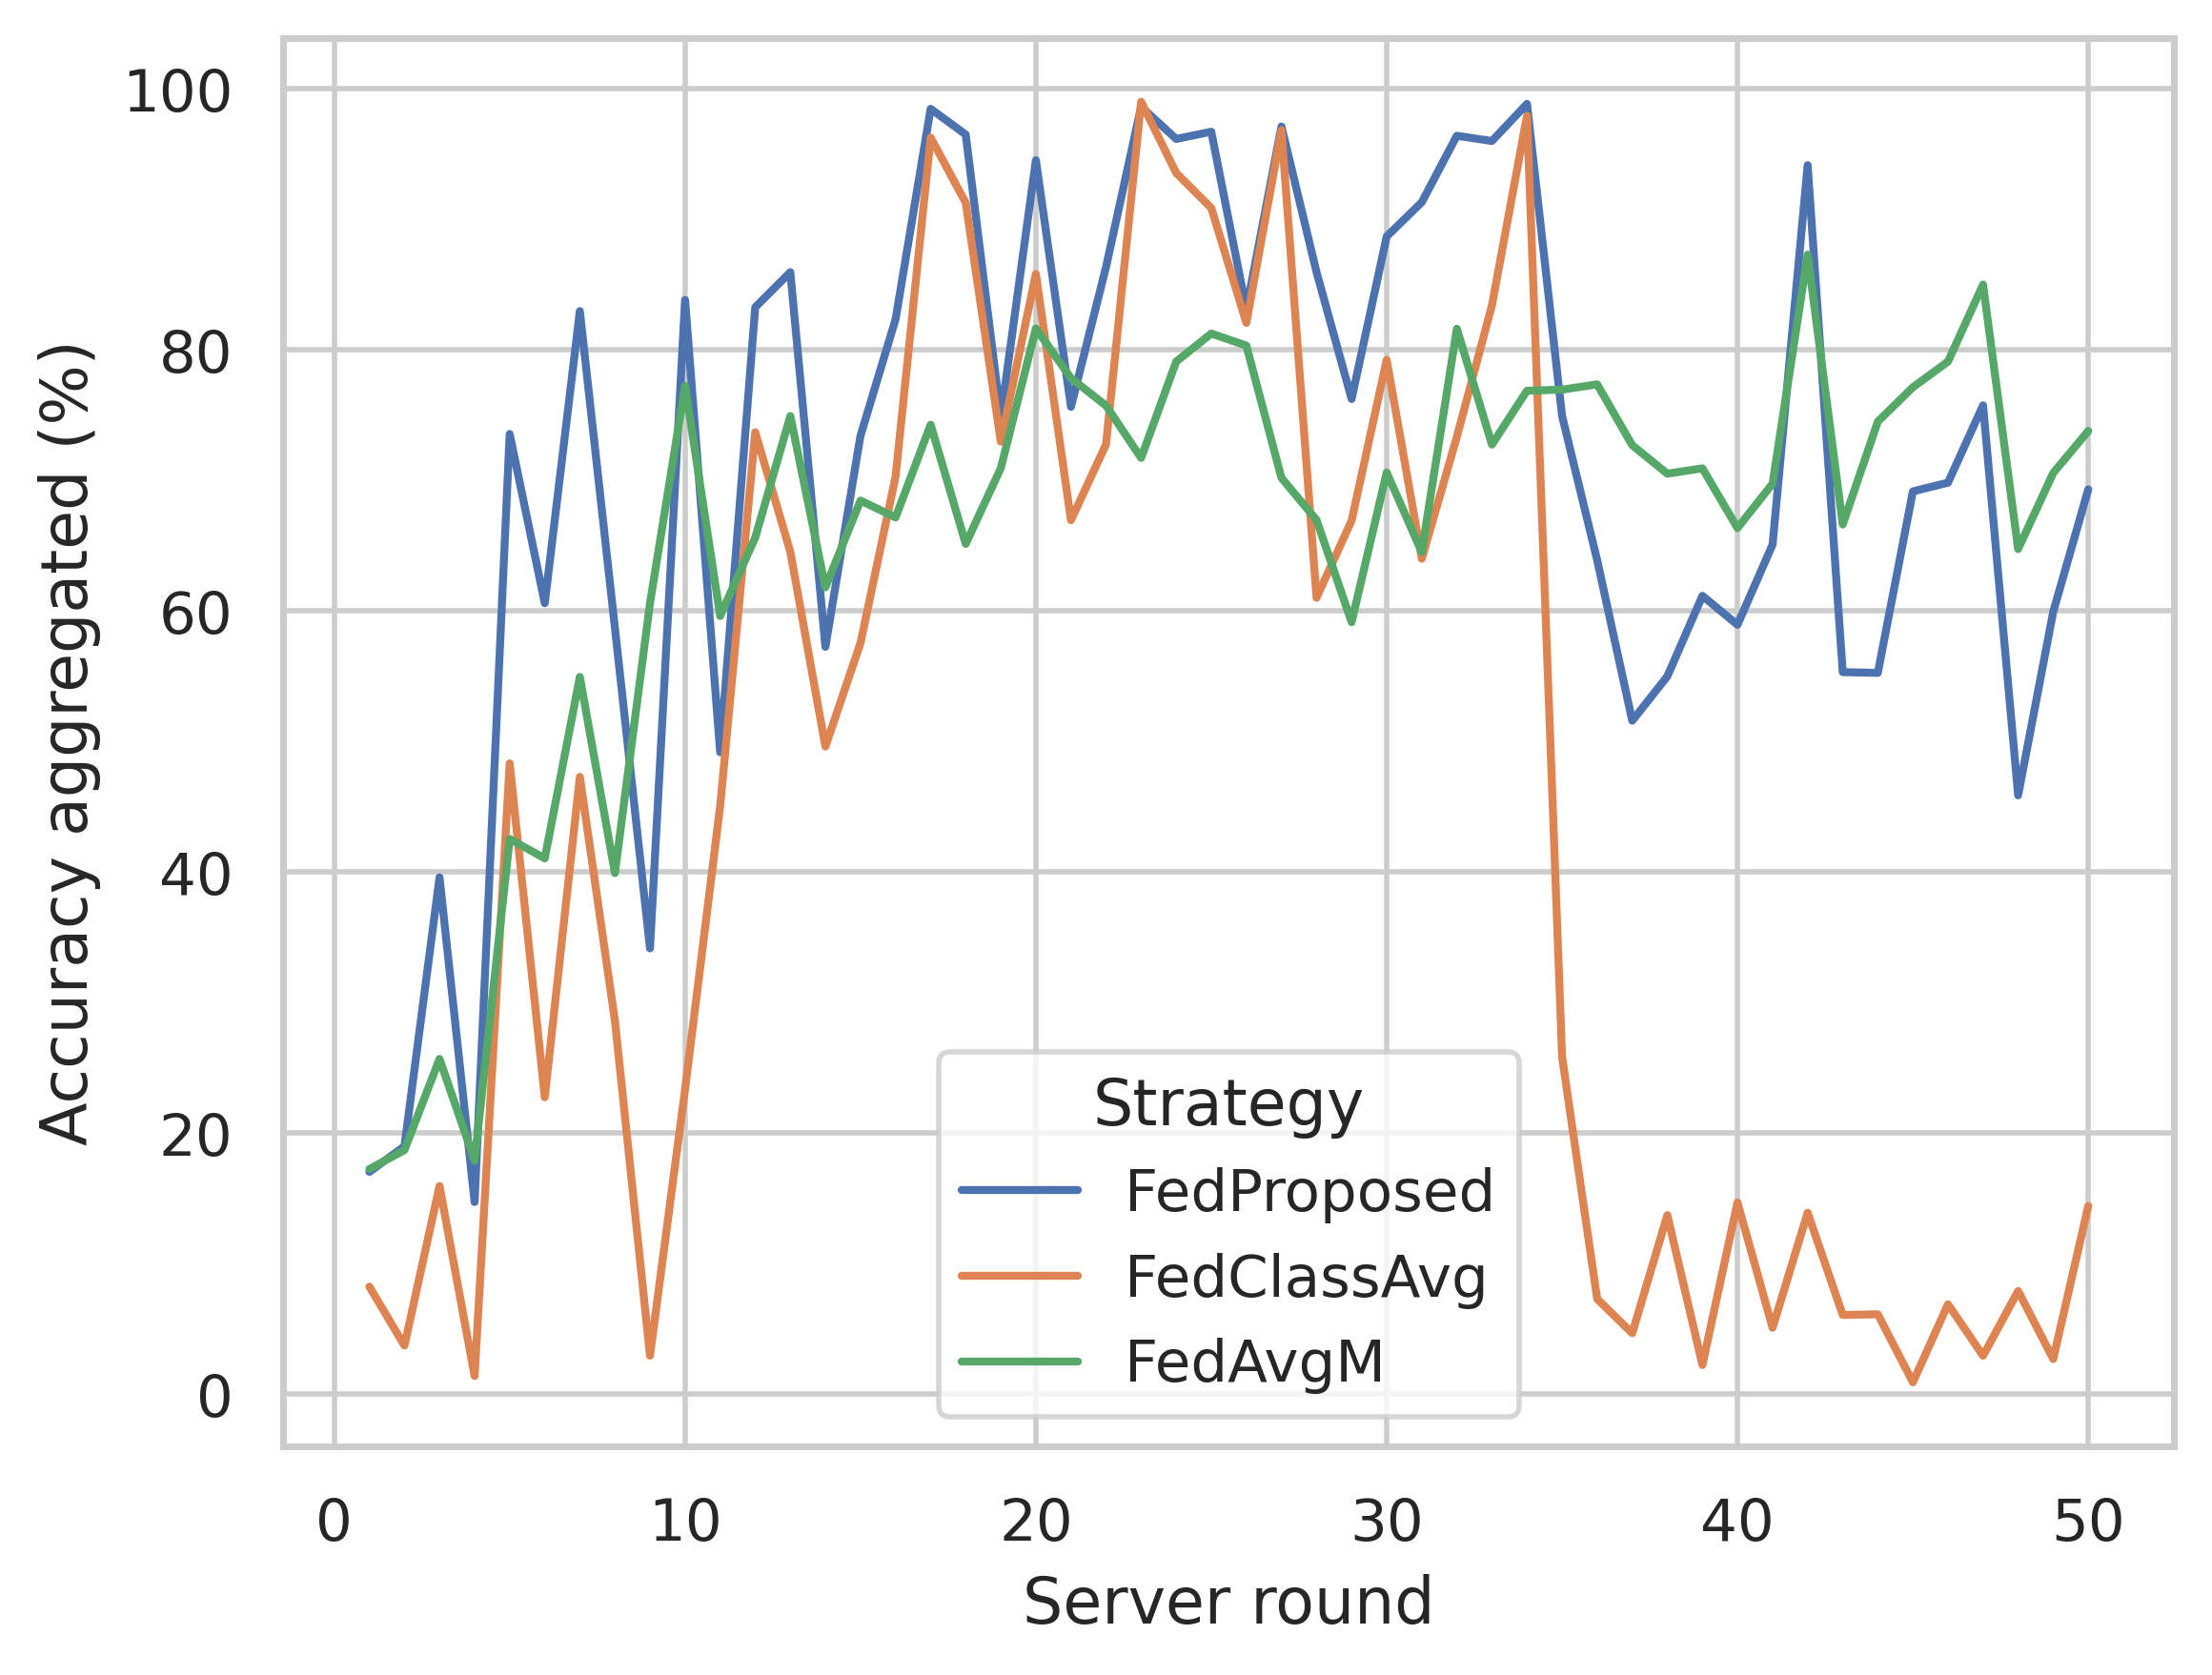 Accuracy aggregated (%)
100
80
60
40
20
0
Strategy
FedProposed
FedClassAvg
FedAvgM
0 10 20 30 40 50
Server round